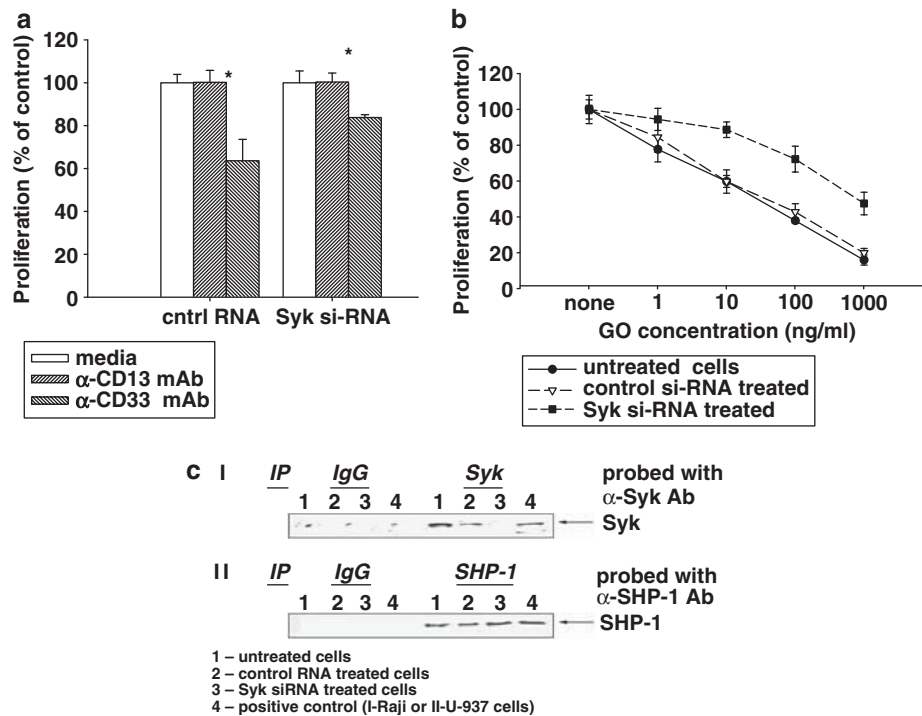 a
Proliferation (% of control)
120
100
80
60
40
20
0
*
*
cntrl RNA
Syk si-RNA
media
α-CD13 mAb
α-CD33 mAb
b
Proliferation (% of control)
120
100
80
60
40
20
0
none 1 10 100 1000
GO concentration (ng/ml)
untreated cells
control si-RNA treated
Syk si-RNA treated
c I IP IgG Syk probed with
1 2 3 4 1 2 3 4 α-Syk Ab
Syk
II IP IgG SHP-1 probed with
1 2 3 4 1 2 3 4 α-SHP-1 Ab
SHP-1
1 – untreated cells
2 – control RNA treated cells
3 – Syk siRNA treated cells
4 – positive control (I-Raji or II-U-937 cells)